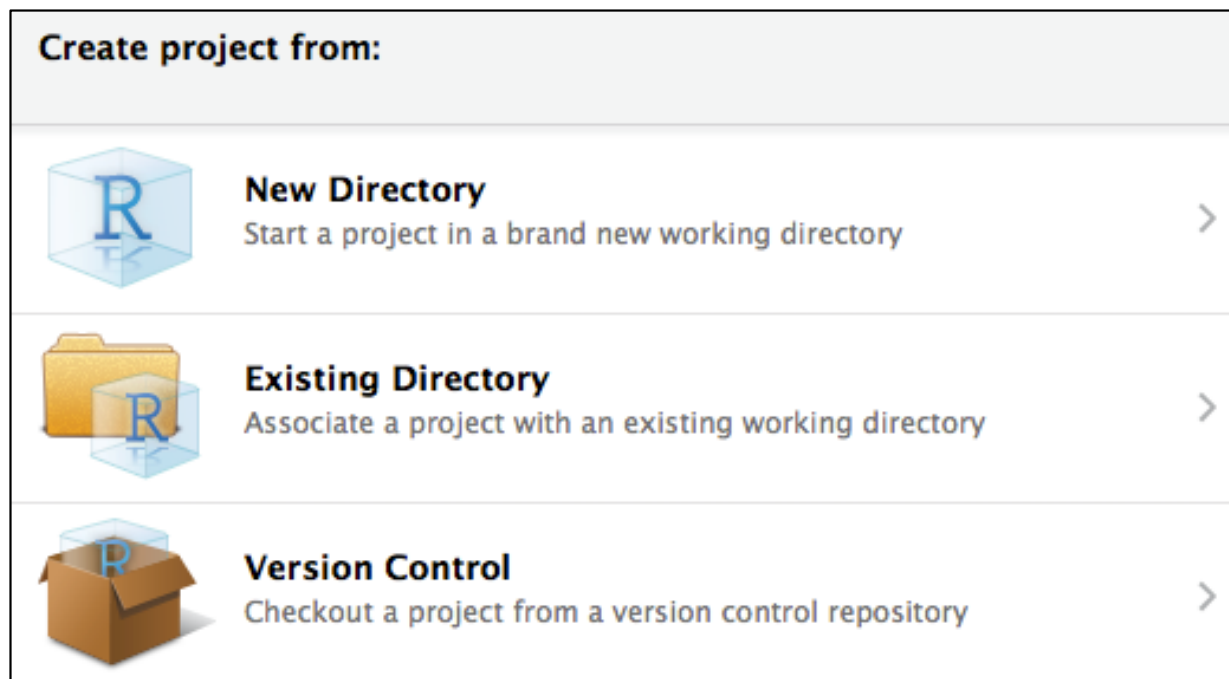 Create project from:
R
New Directory
Start a project in a brand new working directory
R
Existing Directory
Associate a project with an existing working directory
R
Version Control
Checkout a project from a version control repository